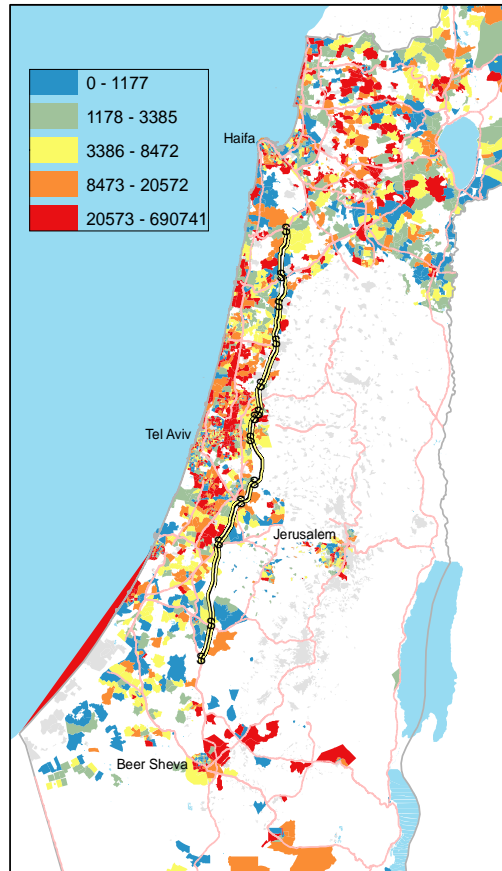 0 - 1177
1178 - 3385
3386 - 8472
8473 - 20572
20573 - 690741
Haifa
Tel Aviv
Jerusalem
Beer Sheva